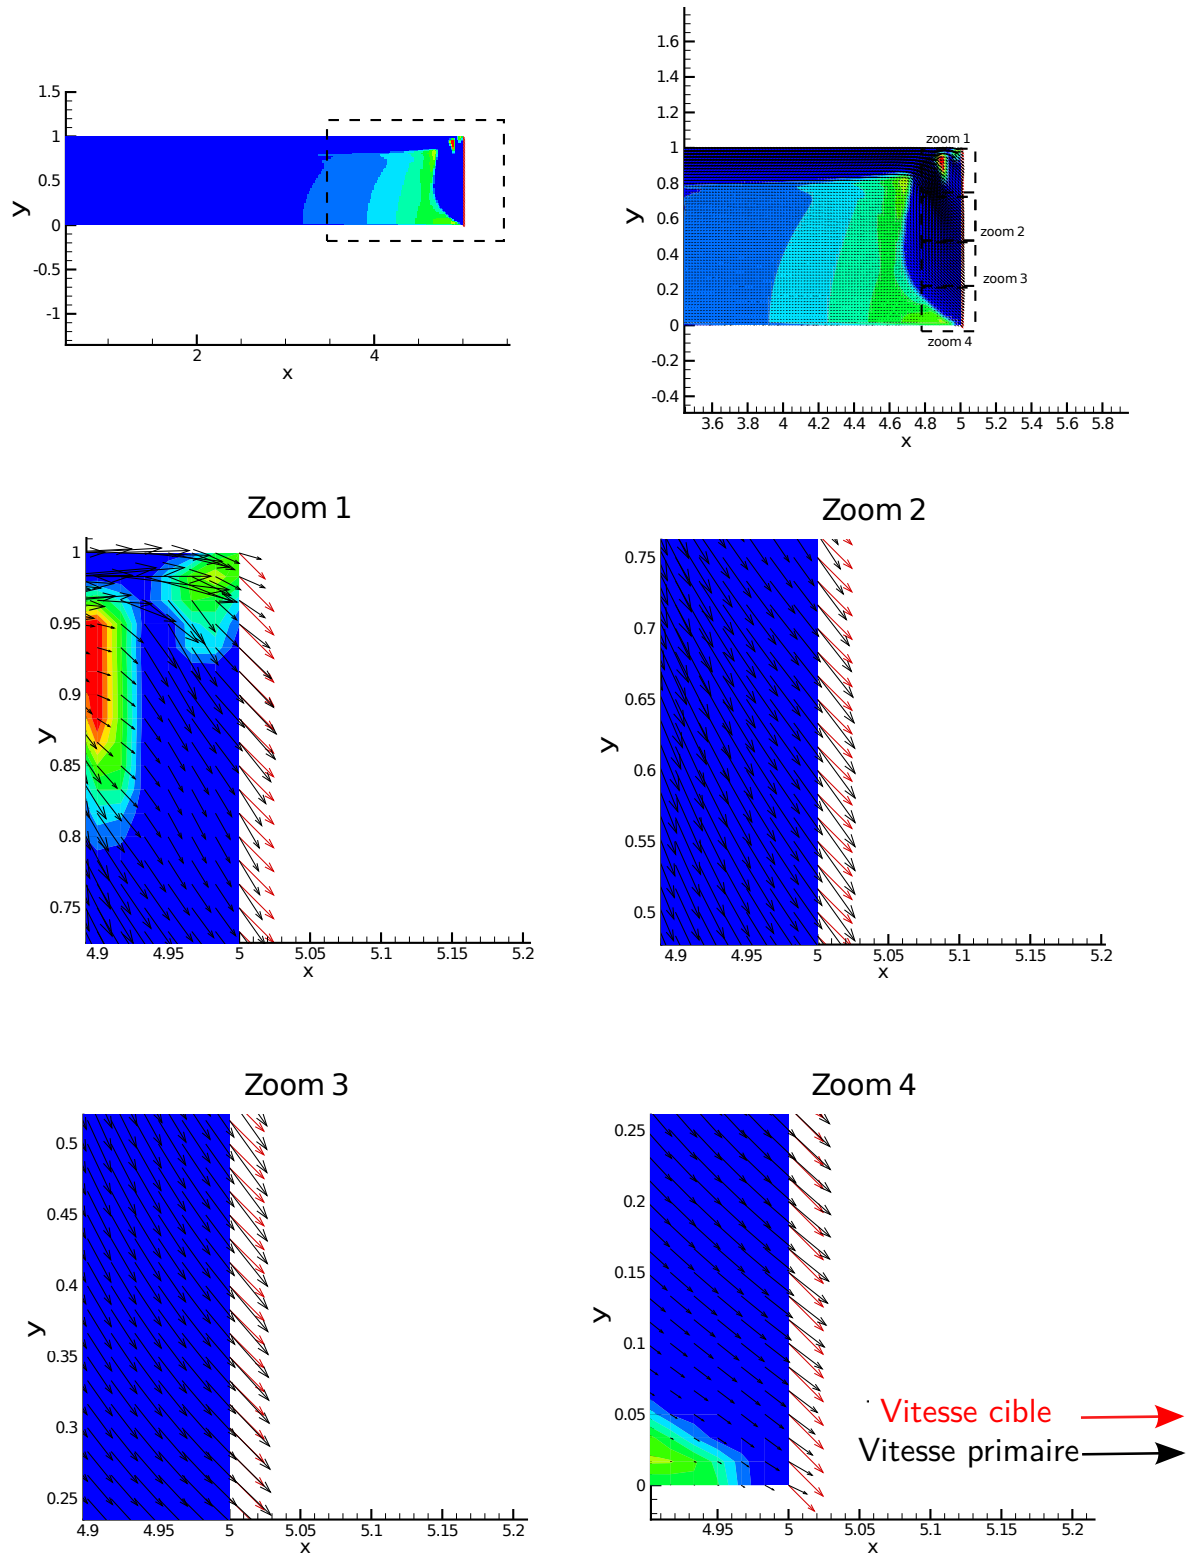 1.5
1
0.5
0
-0.5
-1
y
2
4
x
1.6
1.4
1.2
1
0.8
0.6
0.4
0.2
0
-0.2
-0.4
y
zoom 1
zoom 2
zoom 3
zoom 4
3.6 3.8 4 4.2 4.4 4.6 4.8 5 5.2 5.4 5.6 5.8
x
Zoom 1
1
0.95
0.9
0.85
0.8
0.75
y
4.9 4.95 5 5.05 5.1 5.15 5.2
x
Zoom 2
0.75
0.7
0.65
0.6
0.55
0.5
y
4.9 4.95 5 5.05 5.1 5.15 5.2
x
Zoom 3
0.5
0.45
0.4
0.35
0.3
0.25
y
4.9 4.95 5 5.05 5.1 5.15 5.2
x
Zoom 4
0.25
0.2
0.15
0.1
0.05
0
y
4.95 5 5.05 5.1 5.15 5.2
x
Vitesse cible
Vitesse primaire